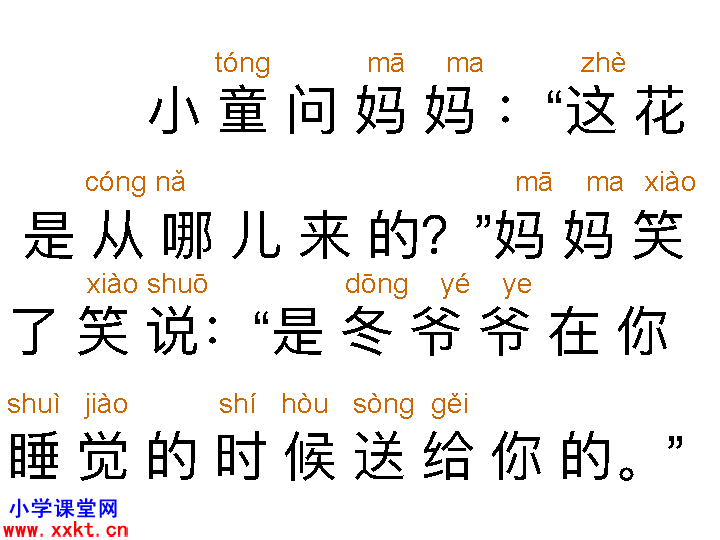 tóng mā ma zhè
小童问妈妈：“这花
cóng nǎ mā ma xiào
是从哪儿来的？”妈妈笑
xiào shuō dōng yé ye
了笑说：“是冬爷爷在你
shuì jiào shí hòu sòng gěi
睡觉的时候送给你的。”
小学课堂网
www.xxkt.cn